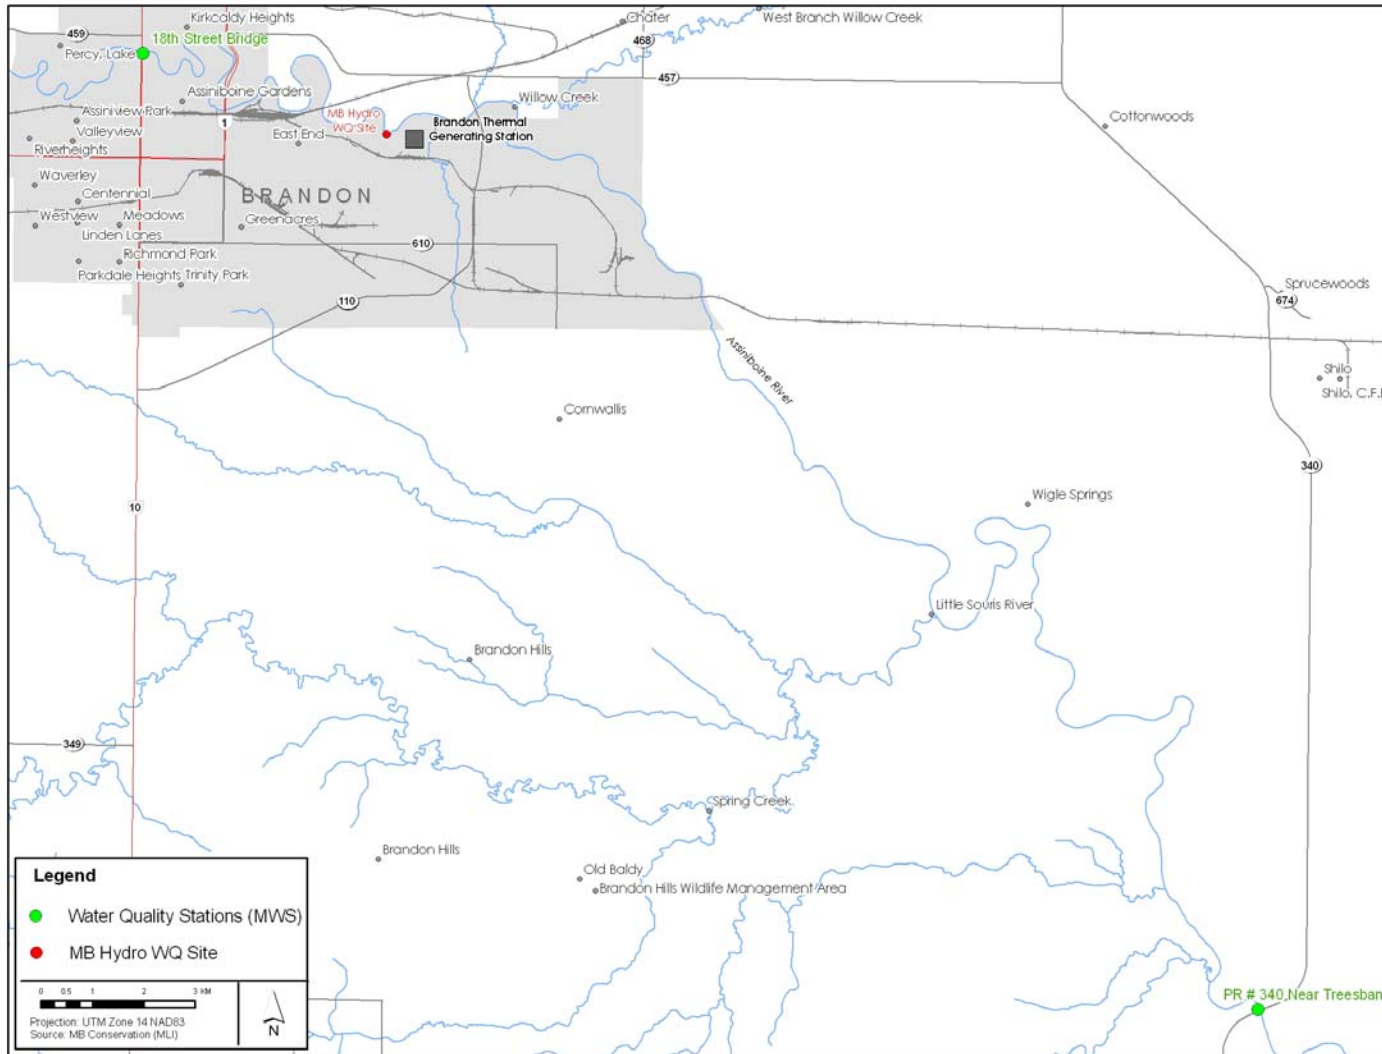 Kirkcaldy Heights
Chater
West Branch Willow Creek
459
18th Street Bridge
468
Percy, Lake
457
Assiniboine Gardens
Willow Creek
MB Hydro
WQ Site
Assiniview Park
1
Brandon Thermal
Generating Station
Cottonwoods
Valleyview
East End
Riverheights
Waverley
Centennial
BRANDON
Westview
Meadows
Greenacres
Linden Lanes
610
Richmond Park
Parkdale Heights
Trinity Park
Sprucewoods
674
110
Assiniboine River
Shilo
Shilo, C.F.
Cornwallis
340
Wigle Springs
10
Little Souris River
Brandon Hills
349
Spring Creek
Brandon Hills
Old Baldy
Brandon Hills Wildlife Management Area
Legend
Water Quality Stations (MWS)
MB Hydro WQ Site
0 0.5 1 2 3 KM
N
Projection: UTM Zone 14 NAD83
Source: MB Conservation (MLI)
PR # 340 Near Treesban